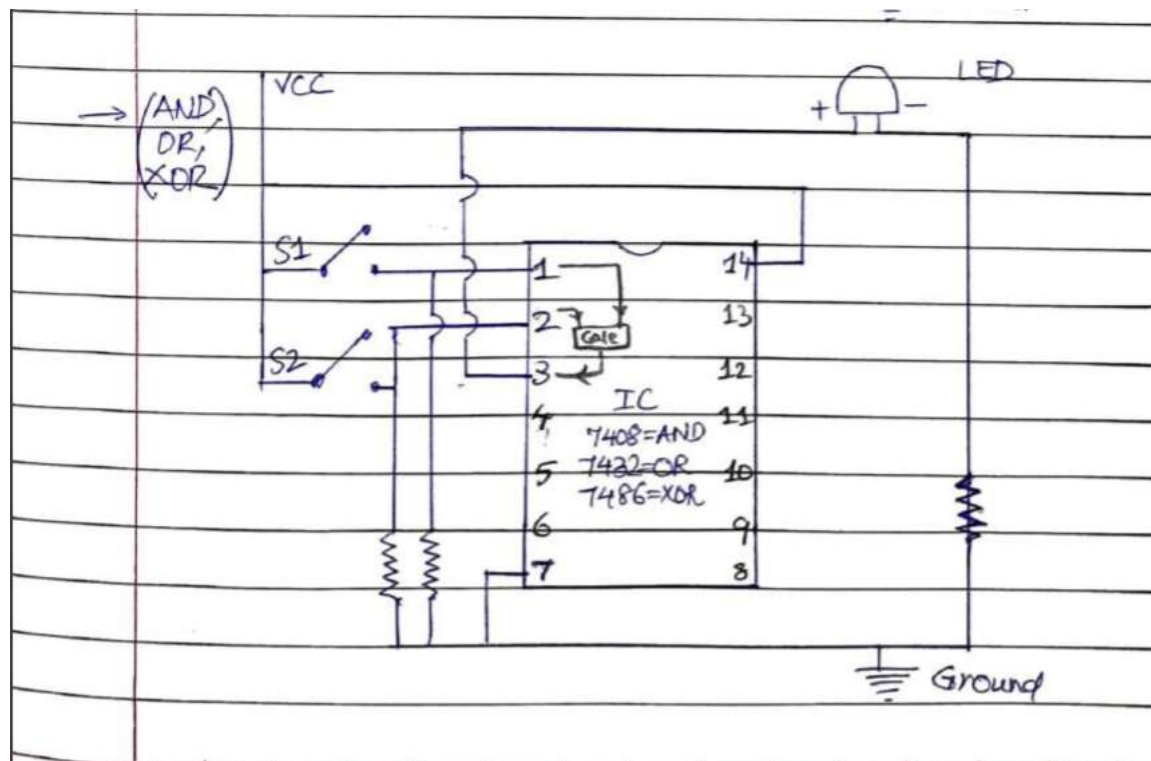 VCC
LED
→ (AND,
OR,
XOR)
+ −
S1
1 14
2 13
Gate
S2
3 12
IC
4 11
7408=AND
5 7432=OR 10
7486=XOR
6 9
7 8
Ground